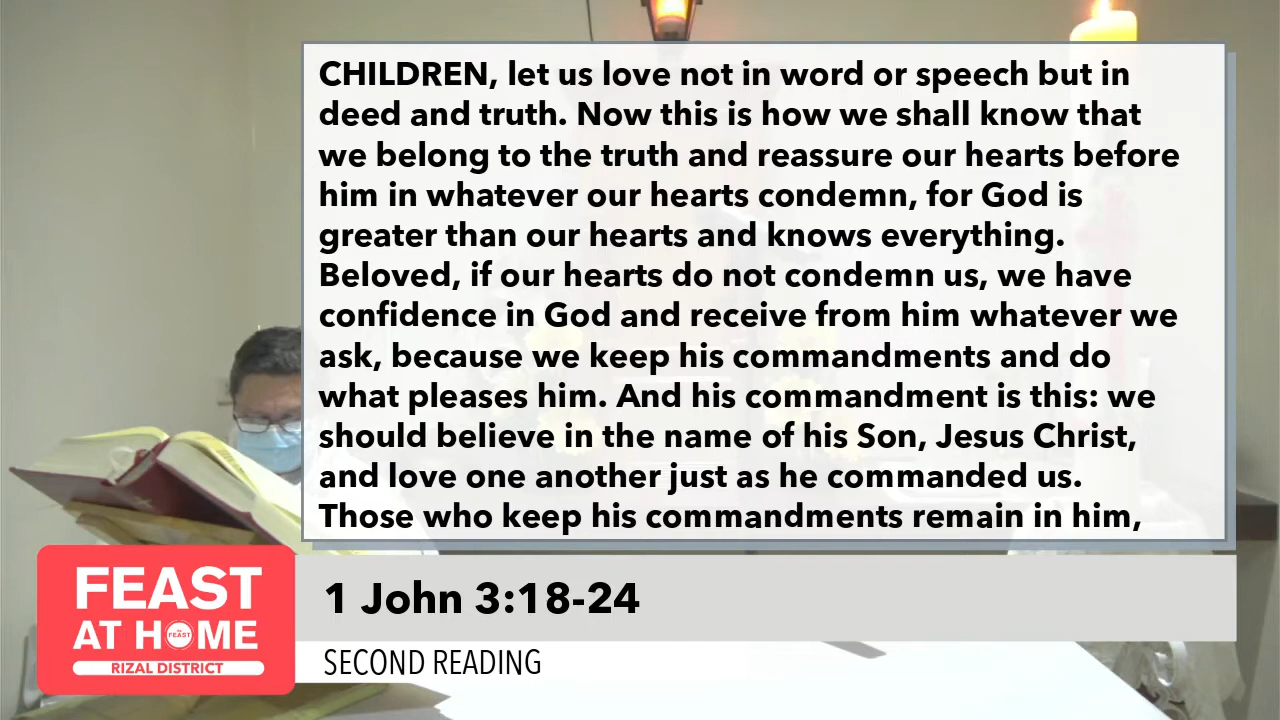 CHILDREN, let us love not in word or speech but in
deed and truth. Now this is how we shall know that
we belong to the truth and reassure our hearts before
him in whatever our hearts condemn, for God is
greater than our hearts and knows everything.
Beloved, if our hearts do not condemn us, we have
confidence in God and receive from him whatever we
ask, because we keep his commandments and do
what pleases him. And his commandment is this: we
should believe in the name of his Son, Jesus Christ,
and love one another just as he commanded us.
Those who keep his commandments remain in him,
1 John 3:18-24
SECOND READING
FEAST
AT HOME
THE FEAST
RIZAL DISTRICT